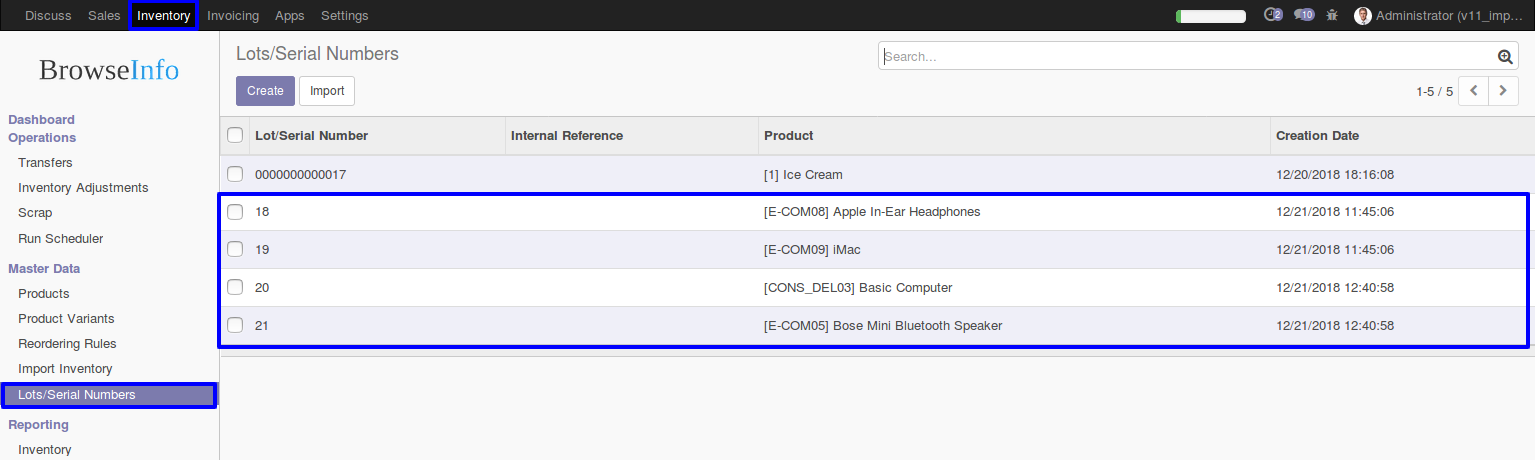 Discuss Sales Inventory Invoicing Apps Settings 2 10 Administrator (v11_imp...
BrowseInfo
Dashboard
Operations
Transfers
Inventory Adjustments
Scrap
Run Scheduler
Master Data
Products
Product Variants
Reordering Rules
Import Inventory
Lots/Serial Numbers
Reporting
Inventory
Lots/Serial Numbers
Search...
Create Import
1-5 / 5
Lot/Serial Number Internal Reference Product Creation Date
0000000000017 [1] Ice Cream 12/20/2018 18:16:08
18 [E-COM08] Apple In-Ear Headphones 12/21/2018 11:45:06
19 [E-COM09] iMac 12/21/2018 11:45:06
20 [CONS_DEL03] Basic Computer 12/21/2018 12:40:58
21 [E-COM05] Bose Mini Bluetooth Speaker 12/21/2018 12:40:58